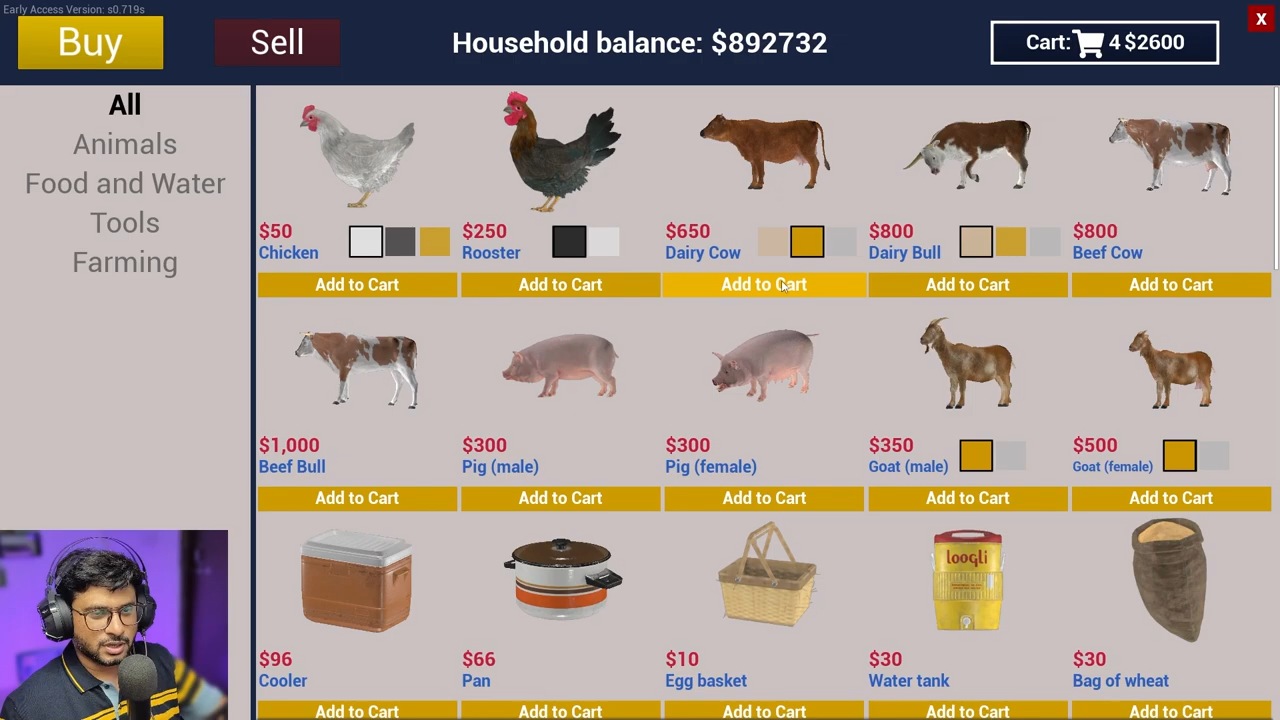 Early Access Version: s0.719s
Buy
Sell
Household balance: $892732
Cart: 4 $2600
X
All
Animals
Food and Water
Tools
Farming
$50
Chicken
Add to Cart
$250
Rooster
Add to Cart
$650
Dairy Cow
Add to Cart
$800
Dairy Bull
Add to Cart
$800
Beef Cow
Add to Cart
$1,000
Beef Bull
Add to Cart
$300
Pig (male)
Add to Cart
$300
Pig (female)
Add to Cart
$350
Goat (male)
Add to Cart
$500
Goat (female)
Add to Cart
$96
Cooler
Add to Cart
$66
Pan
Add to Cart
$10
Egg basket
Add to Cart
loogli
$30
Water tank
Add to Cart
$30
Bag of wheat
Add to Cart